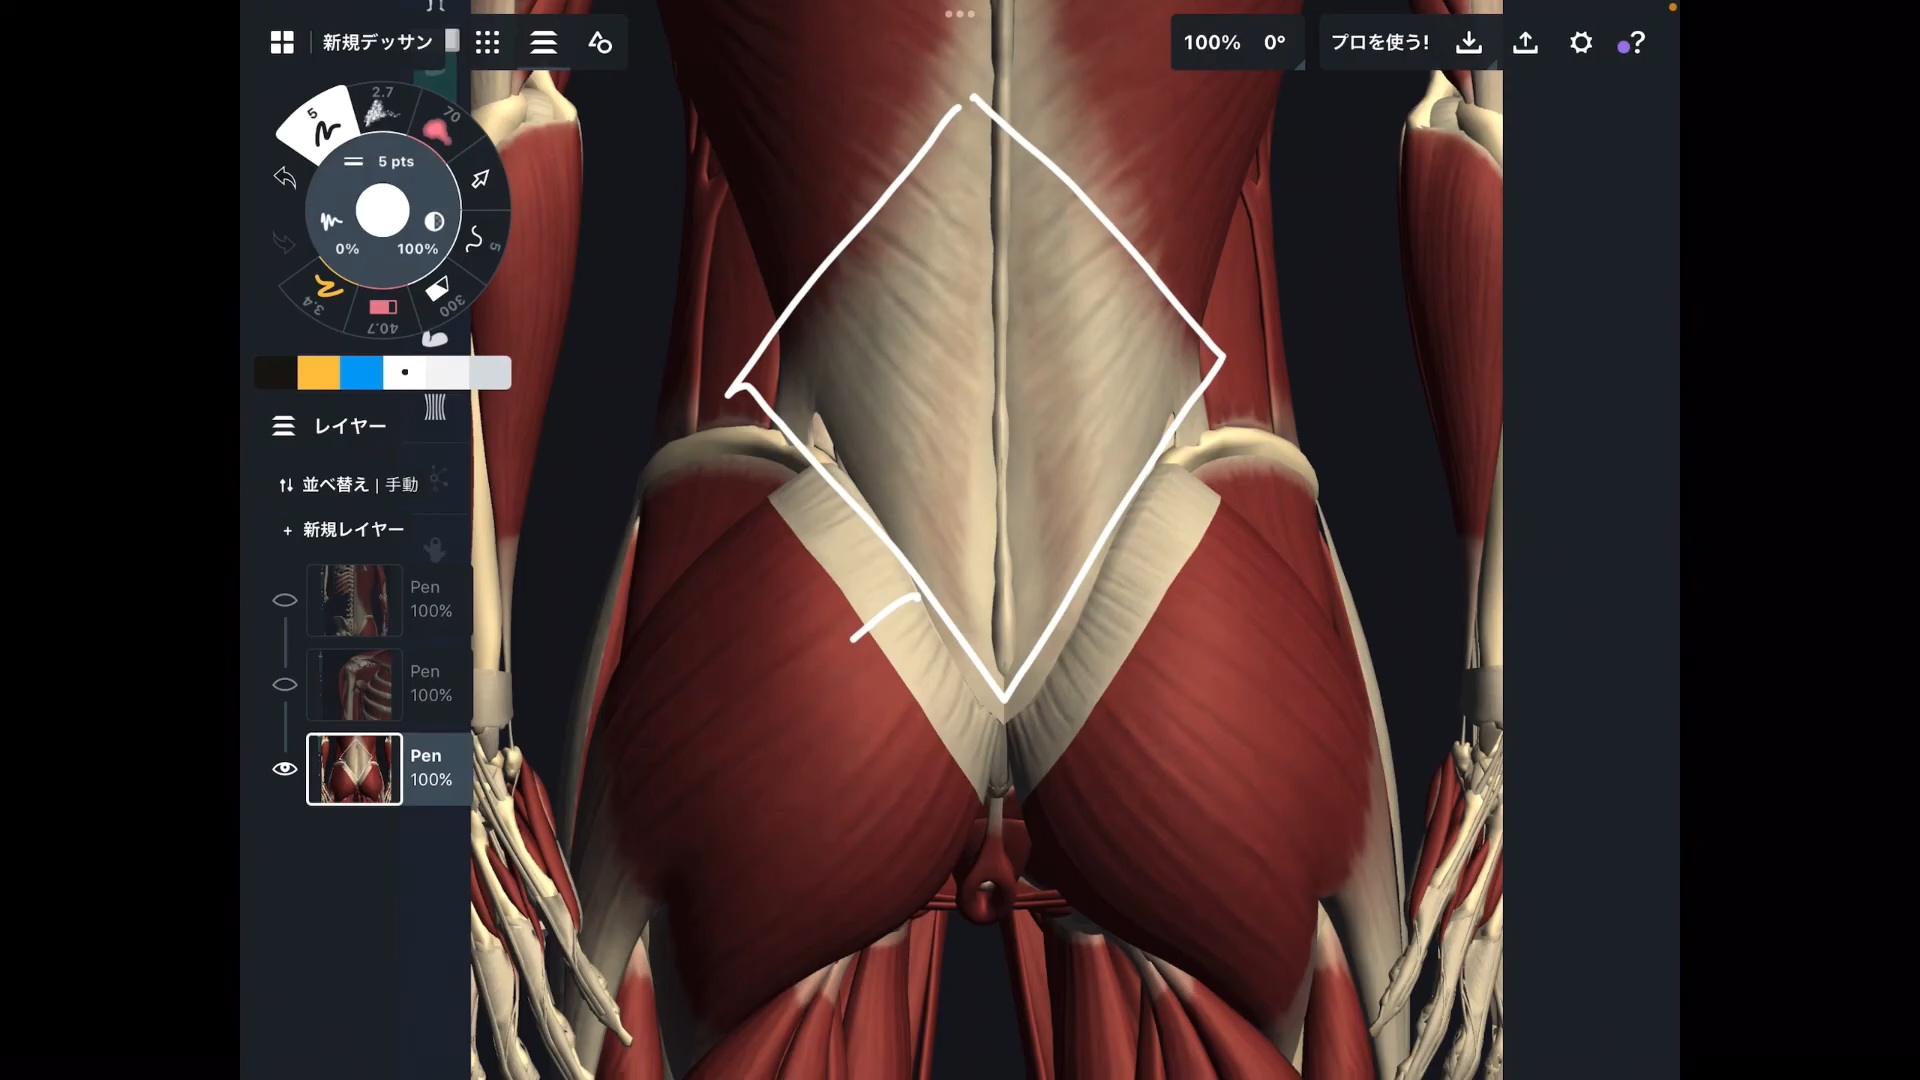 新規デッサン
100% 0°
プロを使う!
?
2.7
5
70
5 pts
0%
100%
5
300
40.7
3.4
レイヤー
並べ替え | 手動
+ 新規レイヤー
Pen
100%
Pen
100%
Pen
100%